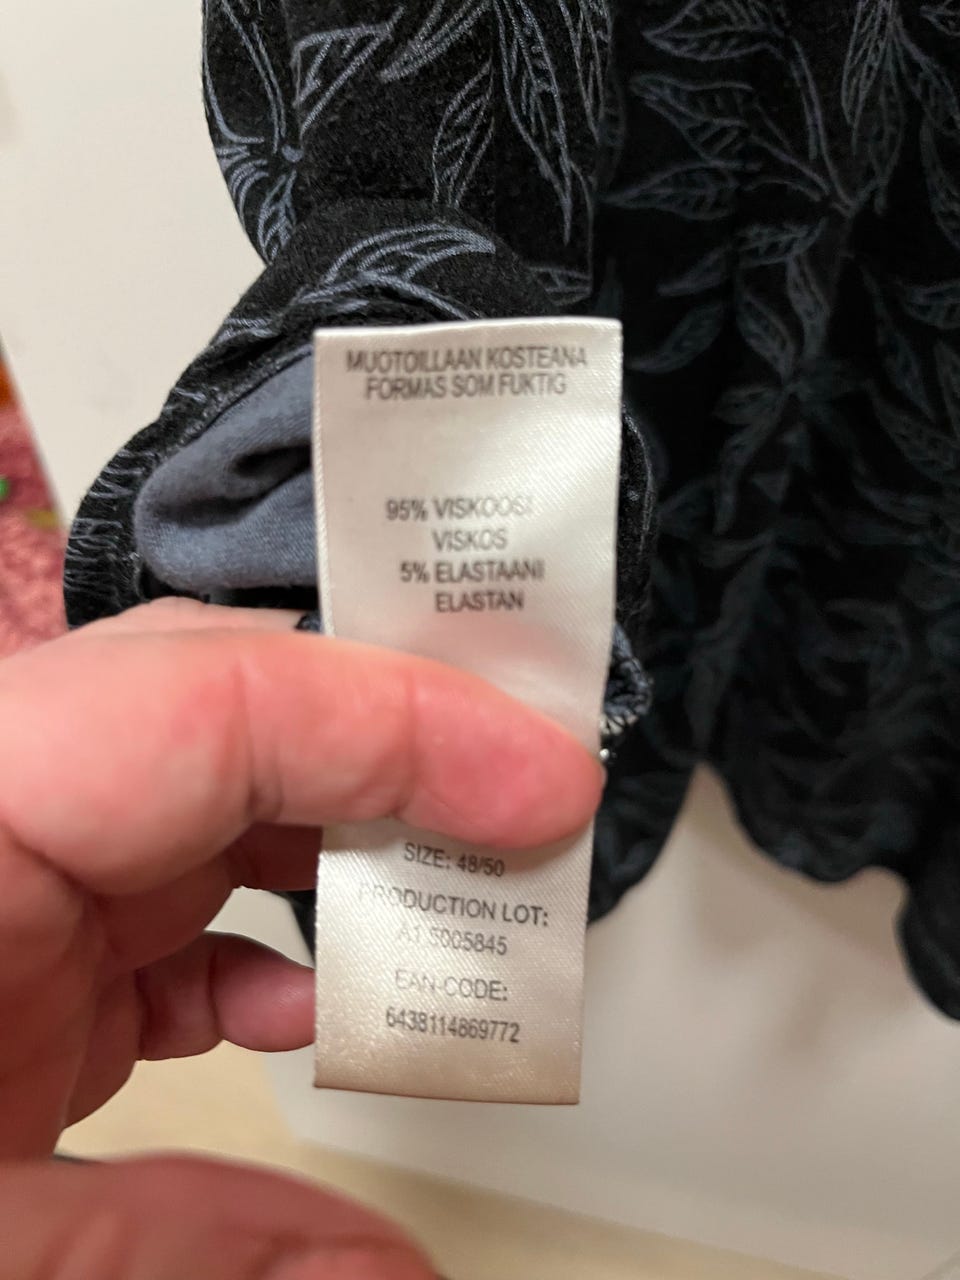 MUOTOILLAAN KOSTEANA
FORMAS SOM FUKTIG
95% VISKOOSI
VISKOS
5% ELASTAANI
ELASTAN
SIZE: 48/50
PRODUCTION LOT:
A1.5005845
EAN-CODE:
6438114869772